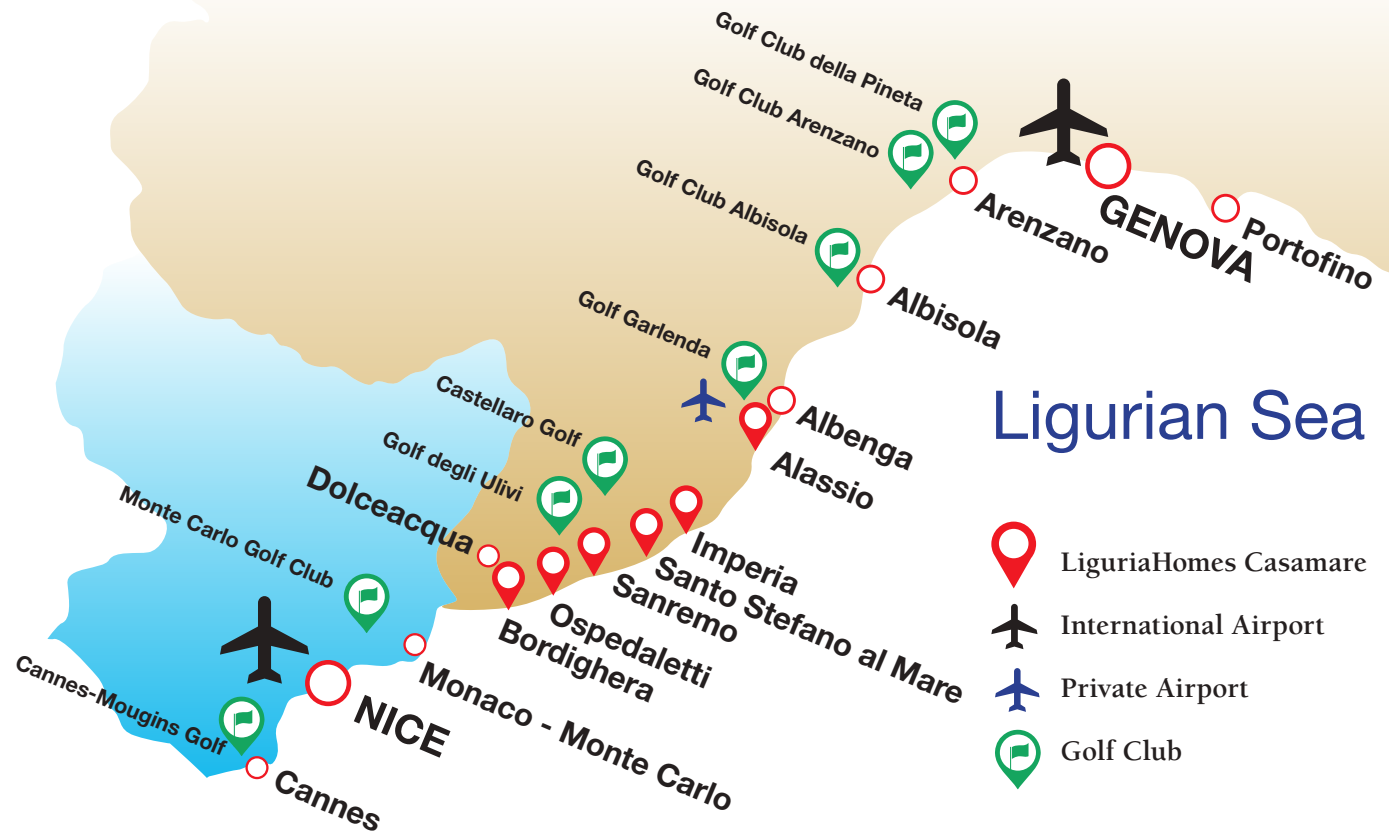 Golf Club della Pineta
Golf Club Arenzano
Golf Club Albisola
Golf Garlenda
Castellaro Golf
Golf degli Ulivi
Dolceacqua
Monte Carlo Golf Club
Cannes-Mougins Golf
Portofino
GENOVA
Arenzano
Albisola
Albenga
Alassio
Imperia
Santo Stefano al Mare
Sanremo
Ospedaletti
Bordighera
Monaco - Monte Carlo
NICE
Cannes
Ligurian Sea
LiguriaHomes Casamare
International Airport
Private Airport
Golf Club